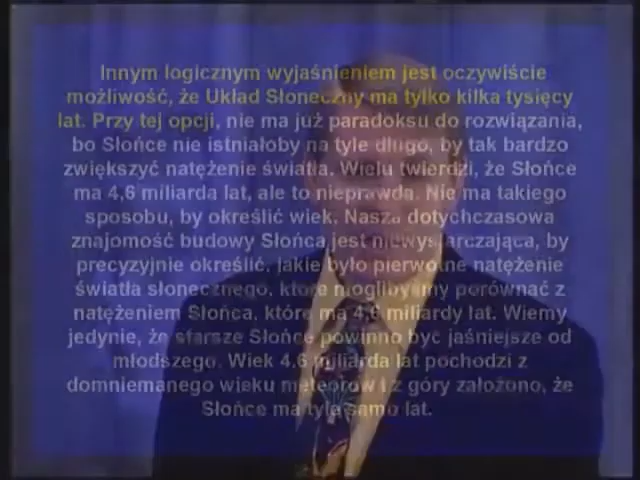 Innym logicznym wyjaśnieniem jest oczywiście
możliwość, że Układ Słoneczny ma tylko kilka tysięcy
lat. Przy tej opcji, nie ma już paradoksu do rozwiązania,
bo Słońce nie istniałoby na tyle długo, by tak bardzo
zwiększyć natężenie światła. Wielu twierdzi, że Słońce
ma 4,6 miliarda lat, ale to nieprawda. Nie ma takiego
sposobu, by określić wiek. Nasza dotychczasowa
znajomość budowy Słońca jest niewystarczająca, by
precyzyjnie określić, jakie było pierwotne natężenie
światła słonecznego, które moglibyśmy porównać z
natężeniem Słońca, które ma 4,6 miliardy lat. Wiemy
jedynie, że starsze Słońce powinno być jaśniejsze od
młodszego. Wiek 4,6 miliarda lat pochodzi z
domniemanego wieku meteorów i z góry założono, że
Słońce ma tyle samo lat.